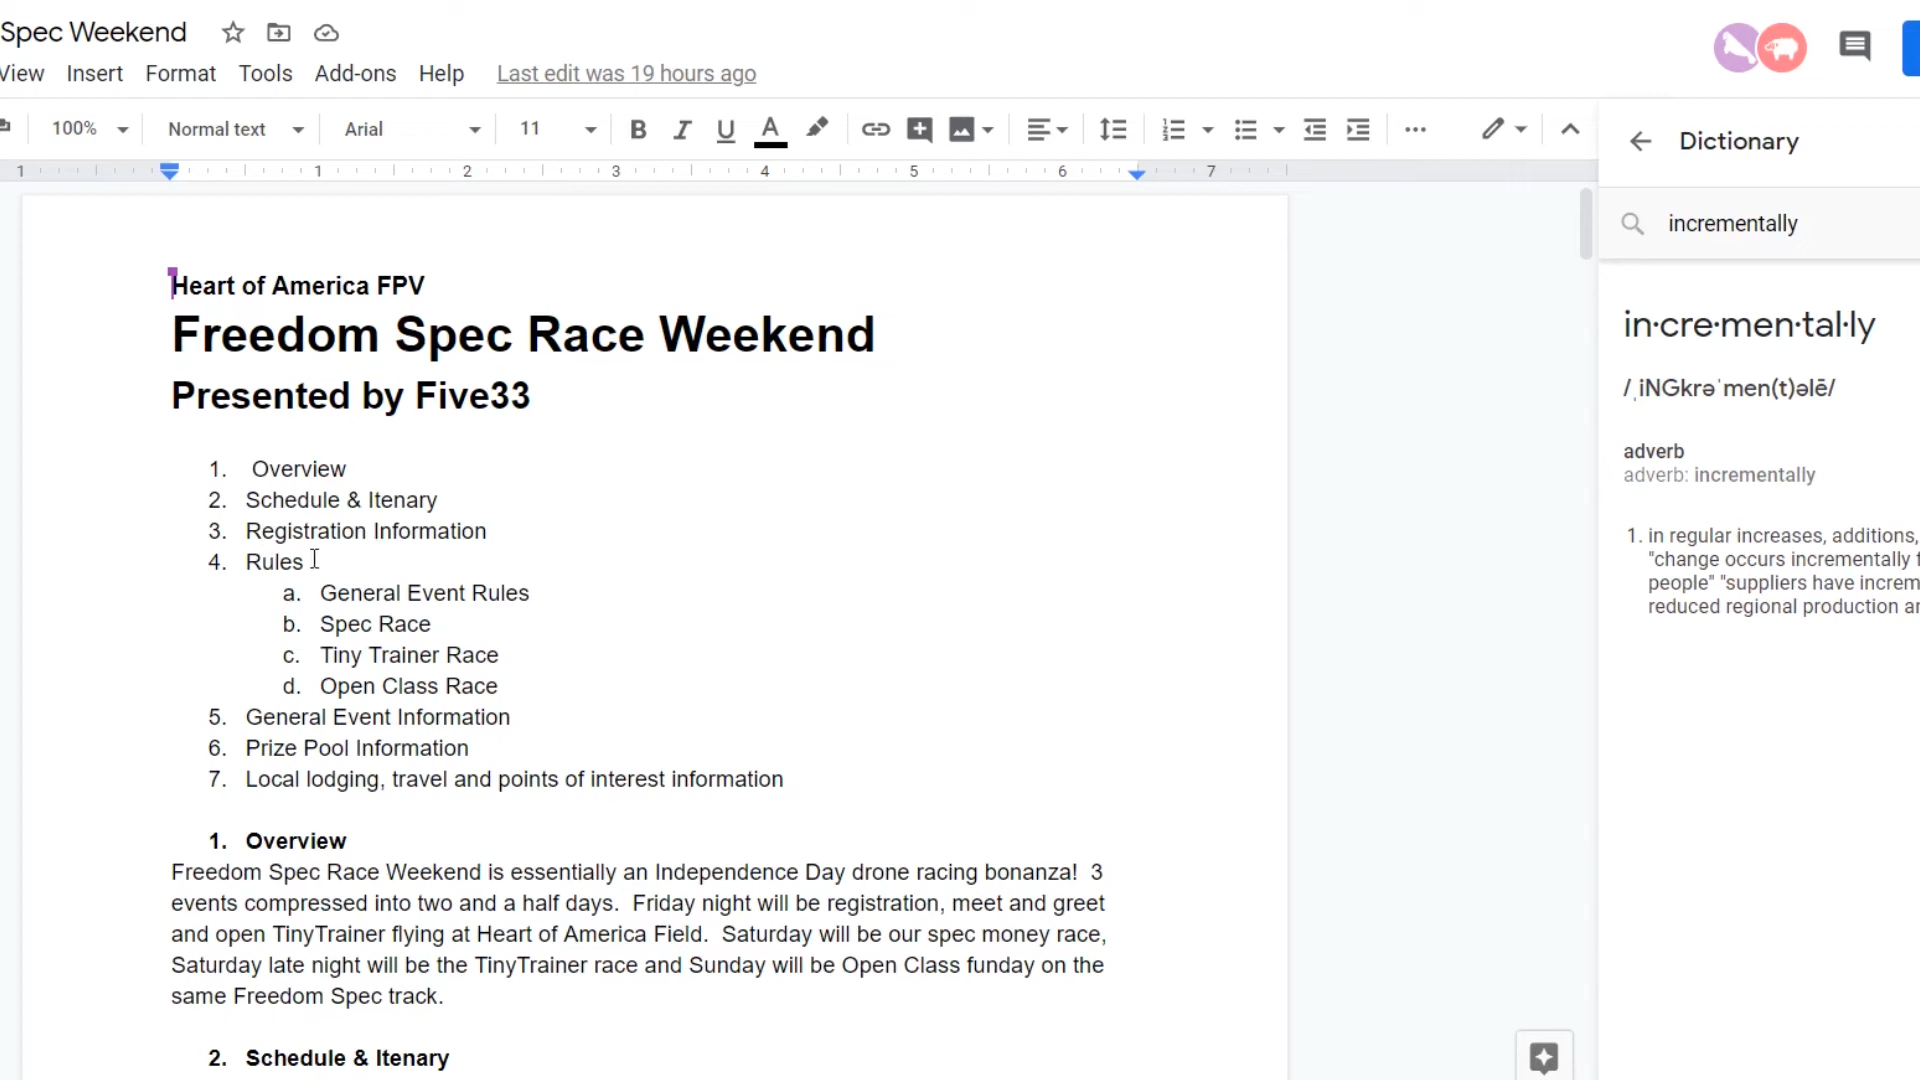 Spec Weekend
View Insert Format Tools Add-ons Help Last edit was 19 hours ago
100% Normal text Arial 11 B I U A
1 1 2 3 4 5 6 7
Heart of America FPV
Freedom Spec Race Weekend
Presented by Five33
1. Overview
2. Schedule & Itenary
3. Registration Information
4. Rules
a. General Event Rules
b. Spec Race
c. Tiny Trainer Race
d. Open Class Race
5. General Event Information
6. Prize Pool Information
7. Local lodging, travel and points of interest information
1. Overview
Freedom Spec Race Weekend is essentially an Independence Day drone racing bonanza! 3
events compressed into two and a half days. Friday night will be registration, meet and greet
and open TinyTrainer flying at Heart of America Field. Saturday will be our spec money race,
Saturday late night will be the TinyTrainer race and Sunday will be Open Class funday on the
same Freedom Spec track.
2. Schedule & Itenary
Dictionary
incrementally
in·cre·men·tal·ly
/ˌiNGkrəˈmen(t)əlē/
adverb
adverb: incrementally
1. in regular increases, additions,
"change occurs incrementally
people" "suppliers have increm
reduced regional production